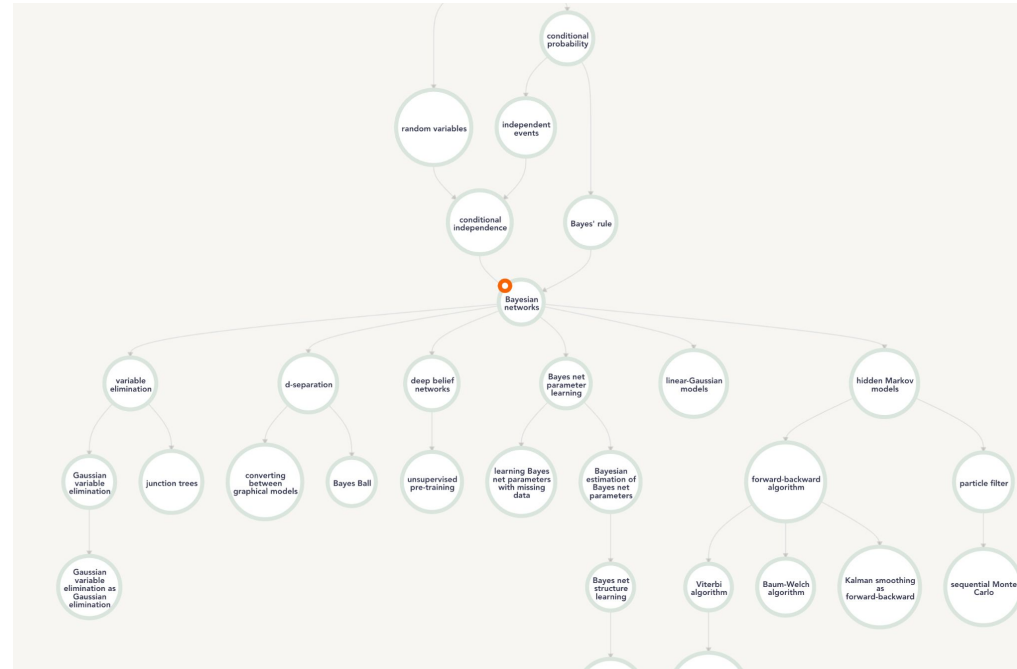 conditional
probability
random variables
independent
events
conditional
independence
Bayes' rule
Bayesian
networks
variable
elimination
d-separation
deep belief
networks
Bayes net
parameter
learning
linear-Gaussian
models
hidden Markov
models
Gaussian
variable
elimination
junction trees
converting
between
graphical models
Bayes Ball
unsupervised
pre-training
learning Bayes
net parameters
with missing
data
Bayesian
estimation of
Bayes net
parameters
forward-backward
algorithm
particle filter
Gaussian
variable
elimination as
Gaussian
elimination
Bayes net
structure
learning
Viterbi
algorithm
Baum-Welch
algorithm
Kalman smoothing
as
forward-backward
sequential Monte
Carlo